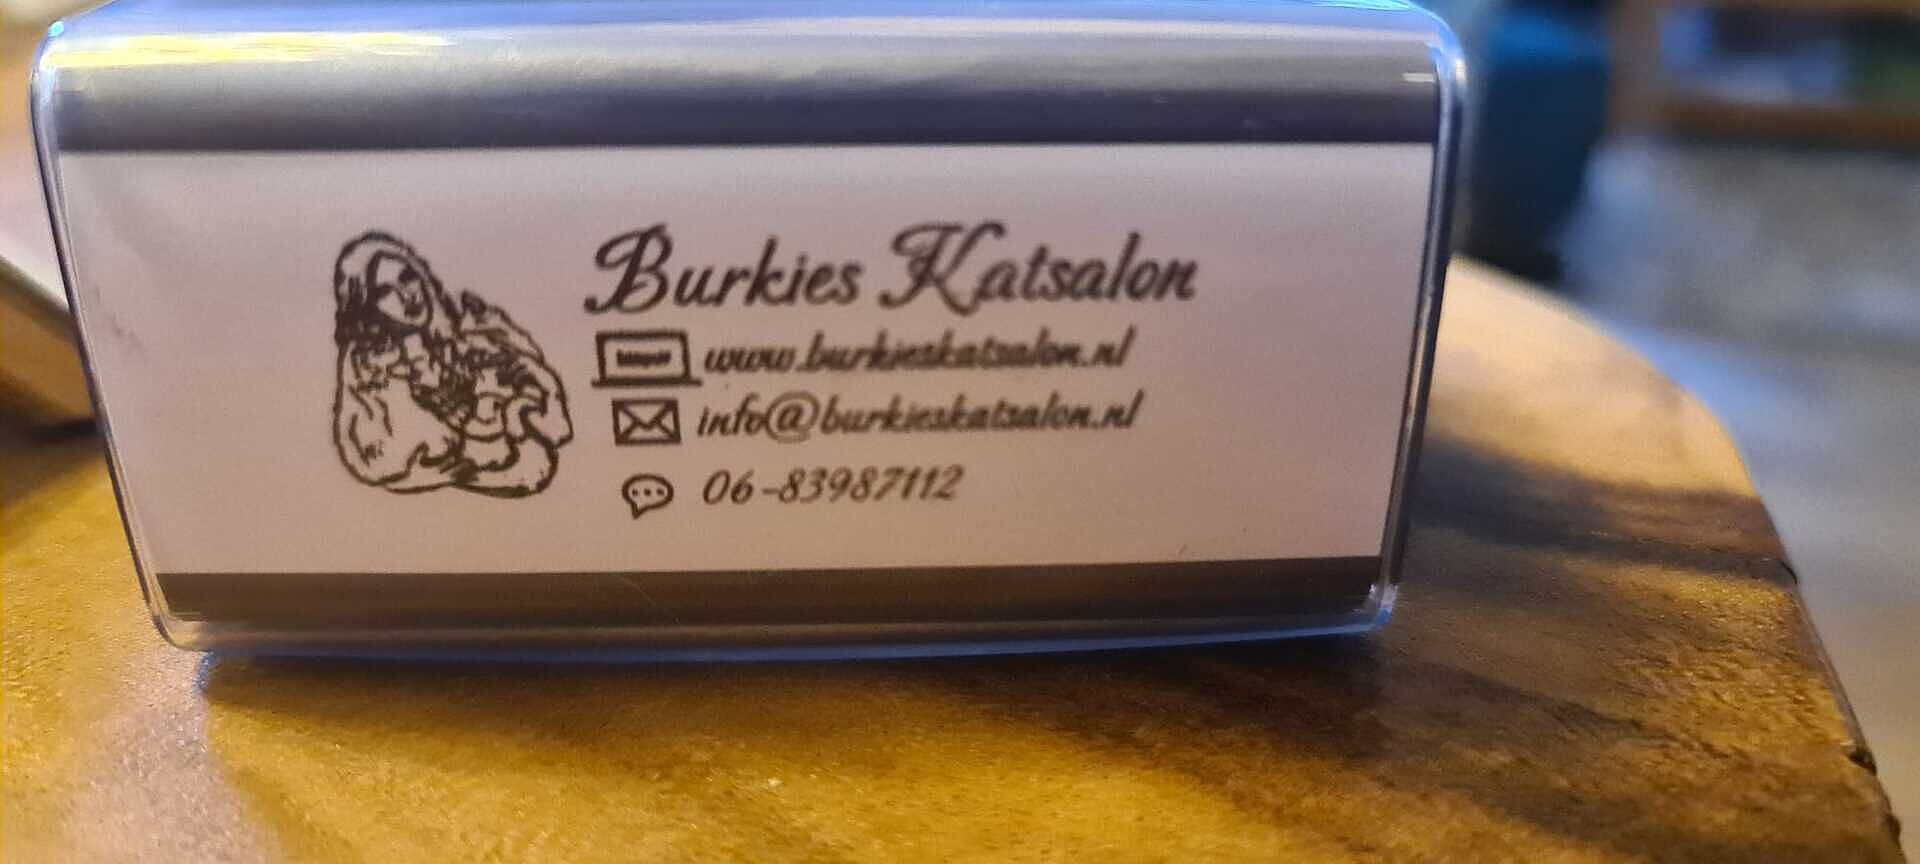 Burkies Katsalon
www.burkieskatsalon.nl
info@burkieskatsalon.nl
06-83987112